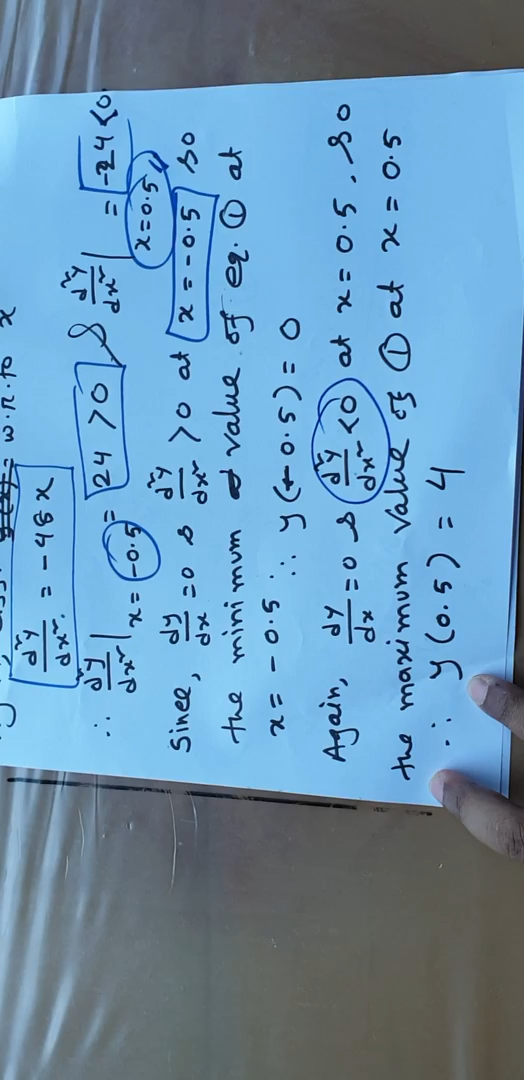 w.r.to x
d²y/dx² = -48x
∴ d²y/dx² | x=-0.5 = 24 > 0 & d²y/dx² | x=0.5 = -24 < 0.
Since, dy/dx = 0 & d²y/dx² > 0 at x = -0.5 so
the minimum value of eq. ① at
x = -0.5 ∴ y(-0.5) = 0
Again, dy/dx = 0 & d²y/dx² < 0 at x = 0.5, so
the maximum value of ① at x = 0.5
∴ y(0.5) = 4